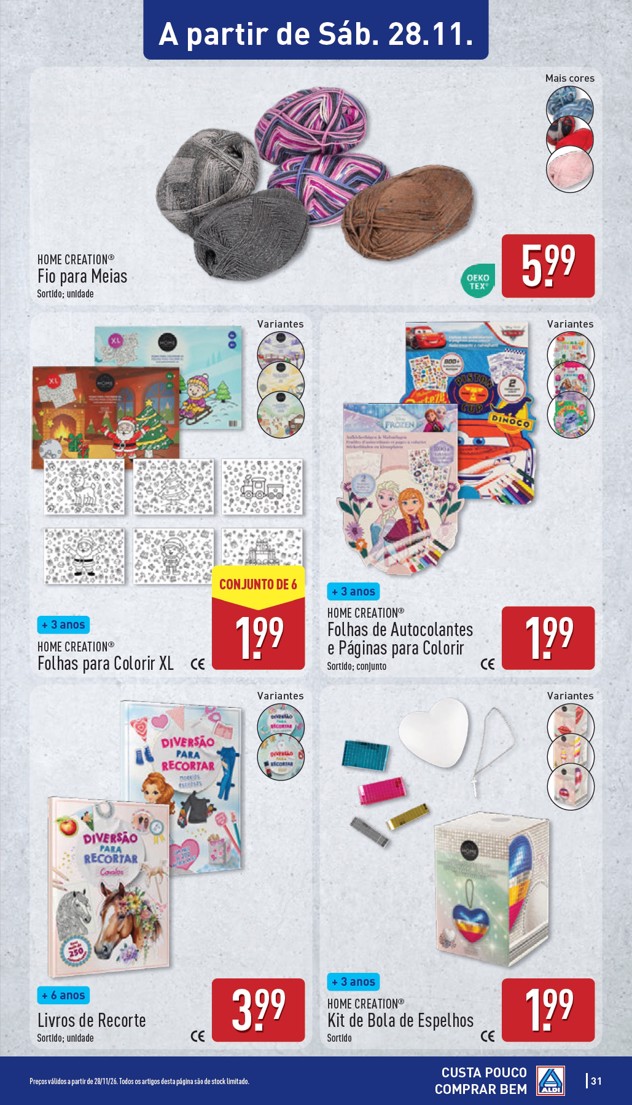 A partir de Sáb. 28.11.
Mais cores
HOME CREATION®
Fio para Meias
Sortido; unidade
OEKO
TEX®
5.99
Variantes
XL
XL
HOME
CONJUNTO DE 6
+ 3 anos
HOME CREATION®
Folhas para Colorir XL
CE
1.99
Variantes
PISTON
CUP
DINOCO
FROZEN
+ 3 anos
HOME CREATION®
Folhas de Autocolantes
e Páginas para Colorir
Sortido; conjunto
CE
1.99
Variantes
DIVERSÃO
PARA
RECORTAR
DIVERSÃO
PARA
RECORTAR
Cavalos
250
+ 6 anos
Livros de Recorte
Sortido; unidade
CE
3.99
Variantes
+ 3 anos
HOME CREATION®
Kit de Bola de Espelhos
Sortido
CE
1.99
Preços válidos a partir de 28/11/26. Todos os artigos desta página são de stock limitado.
CUSTA POUCO
COMPRAR BEM
ALDI
31